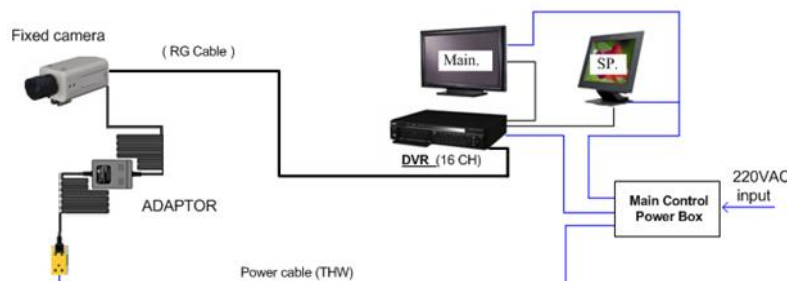 Fixed camera
( RG Cable )
Main.
SP.
DVR (16 CH)
ADAPTOR
220VAC
input
Main Control
Power Box
Power cable (THW)